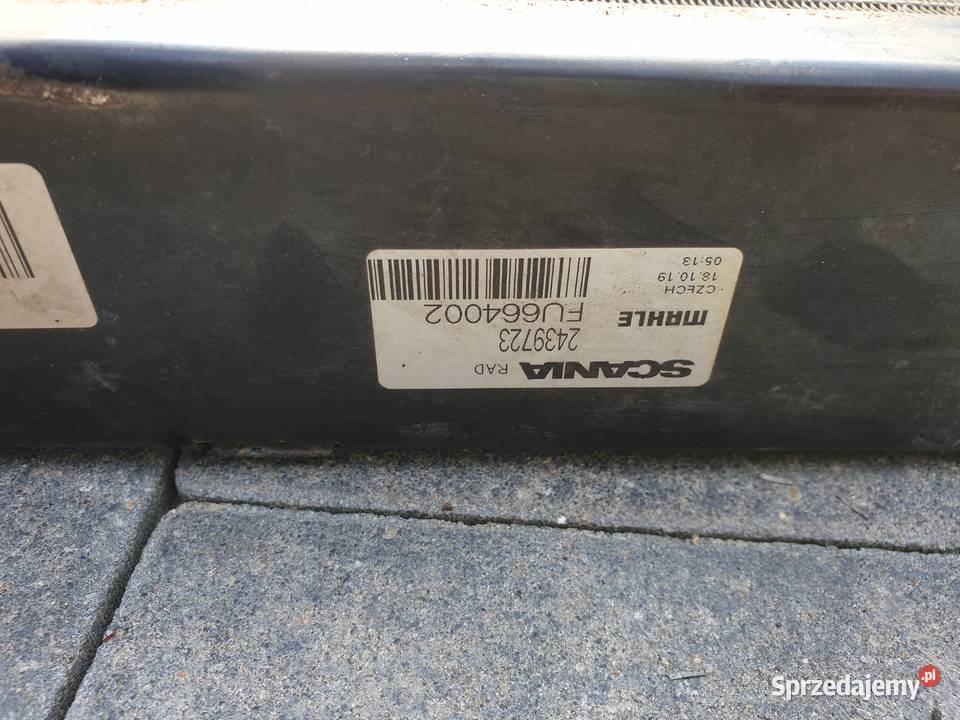 SCANIA RAD
2439723
MAHLE
FU664002
CZECH
18.10.19
05:13
Sprzedajemy.pl